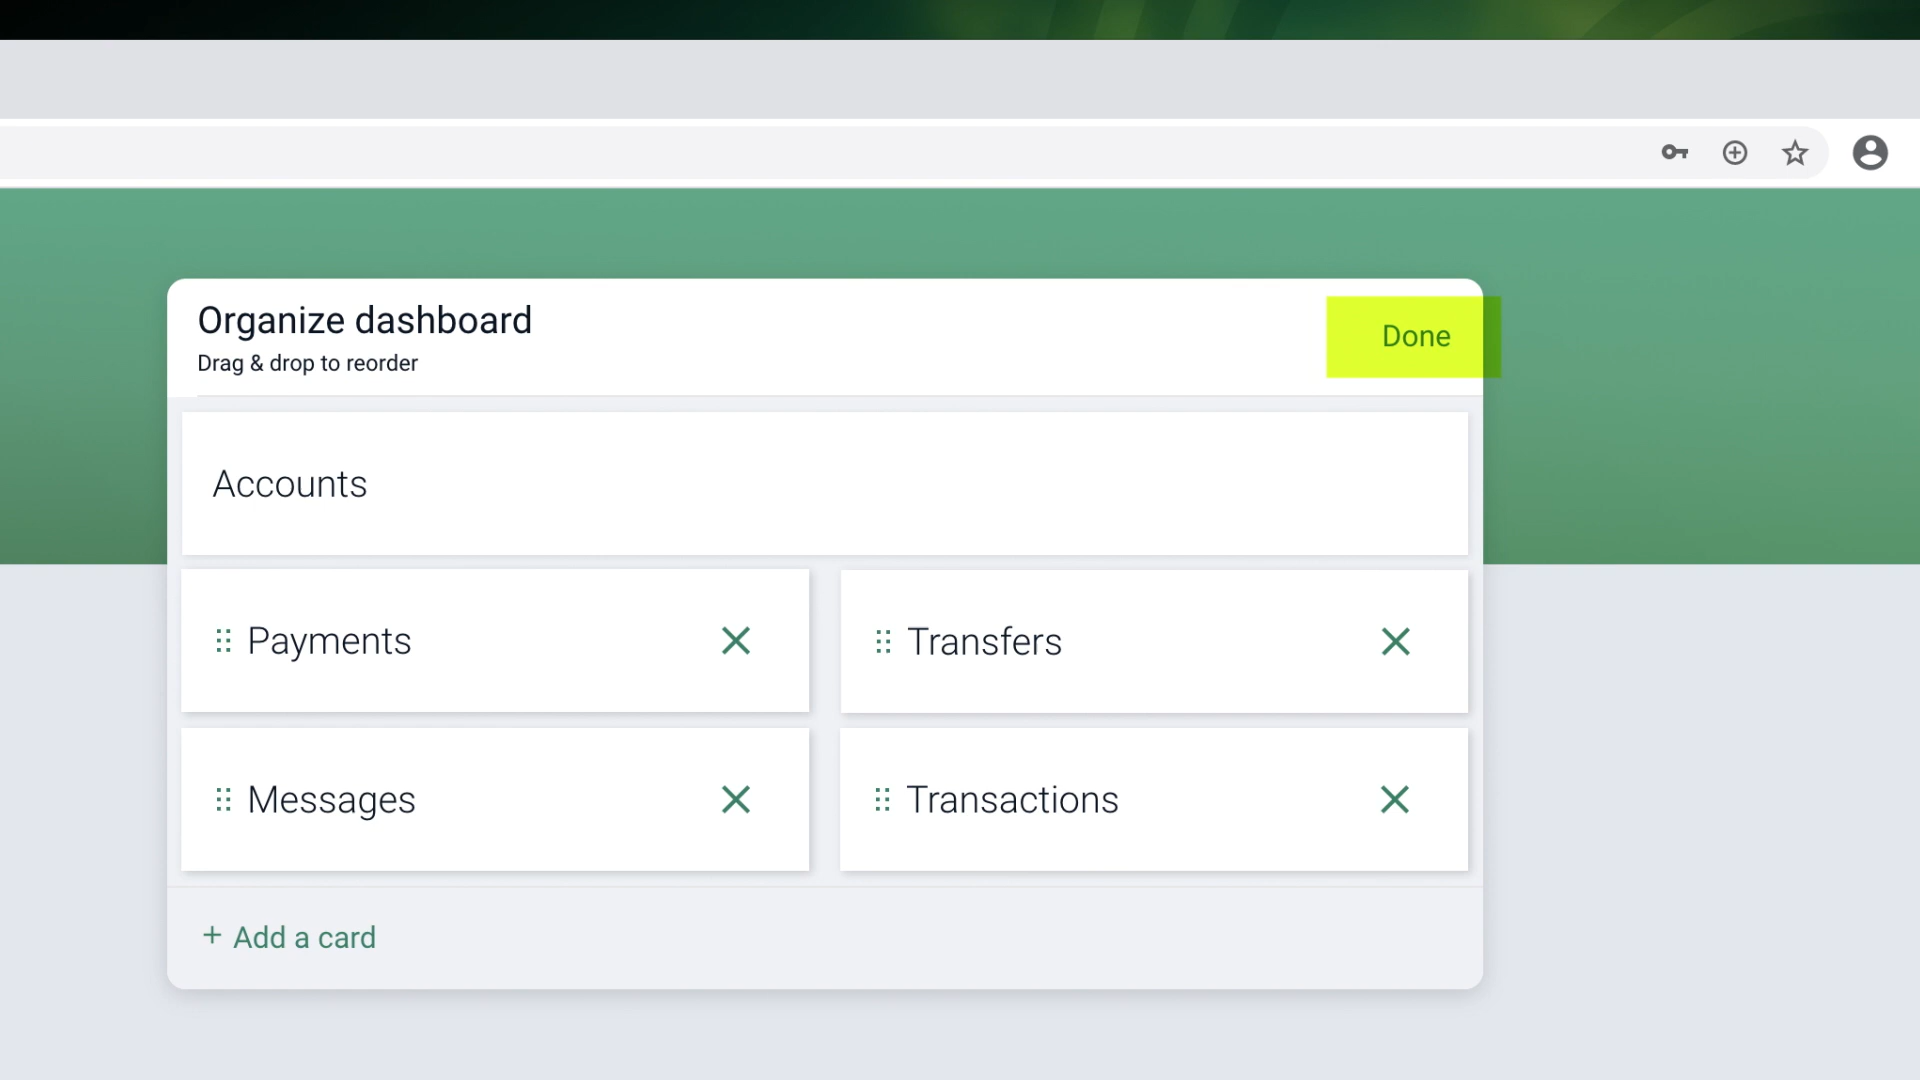 Organize dashboard
Drag & drop to reorder
Done
Accounts
Payments
Transfers
Messages
Transactions
+ Add a card